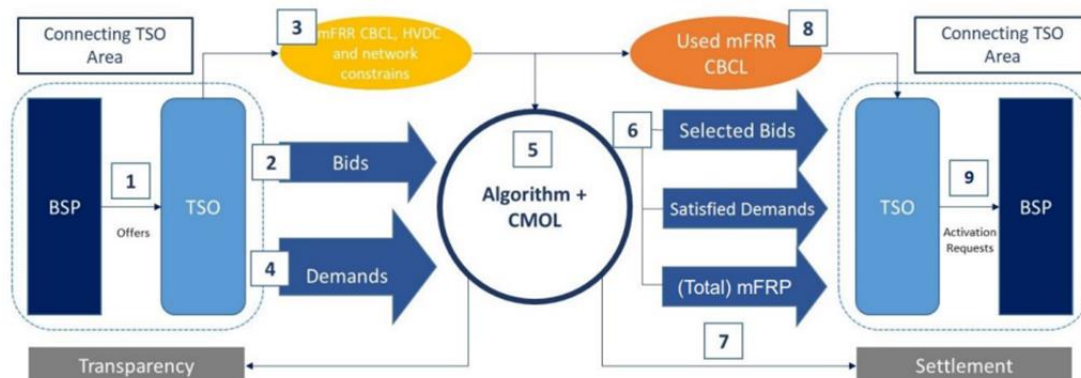 Connecting TSO
Area
3
mFRR CBCL, HVDC
and network
constrains
Used mFRR
CBCL
8
Connecting TSO
Area
BSP
1
Offers
TSO
2
Bids
4
Demands
5
Algorithm +
CMOL
6
Selected Bids
Satisfied Demands
(Total) mFRP
7
TSO
9
Activation
Requests
BSP
Transparency
Settlement